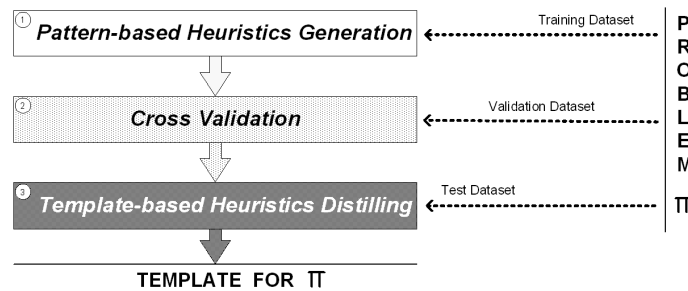 1
Pattern-based Heuristics Generation
Training Dataset
2
Cross Validation
Validation Dataset
3
Template-based Heuristics Distilling
Test Dataset
TEMPLATE FOR Π
P
R
O
B
L
E
M
Π